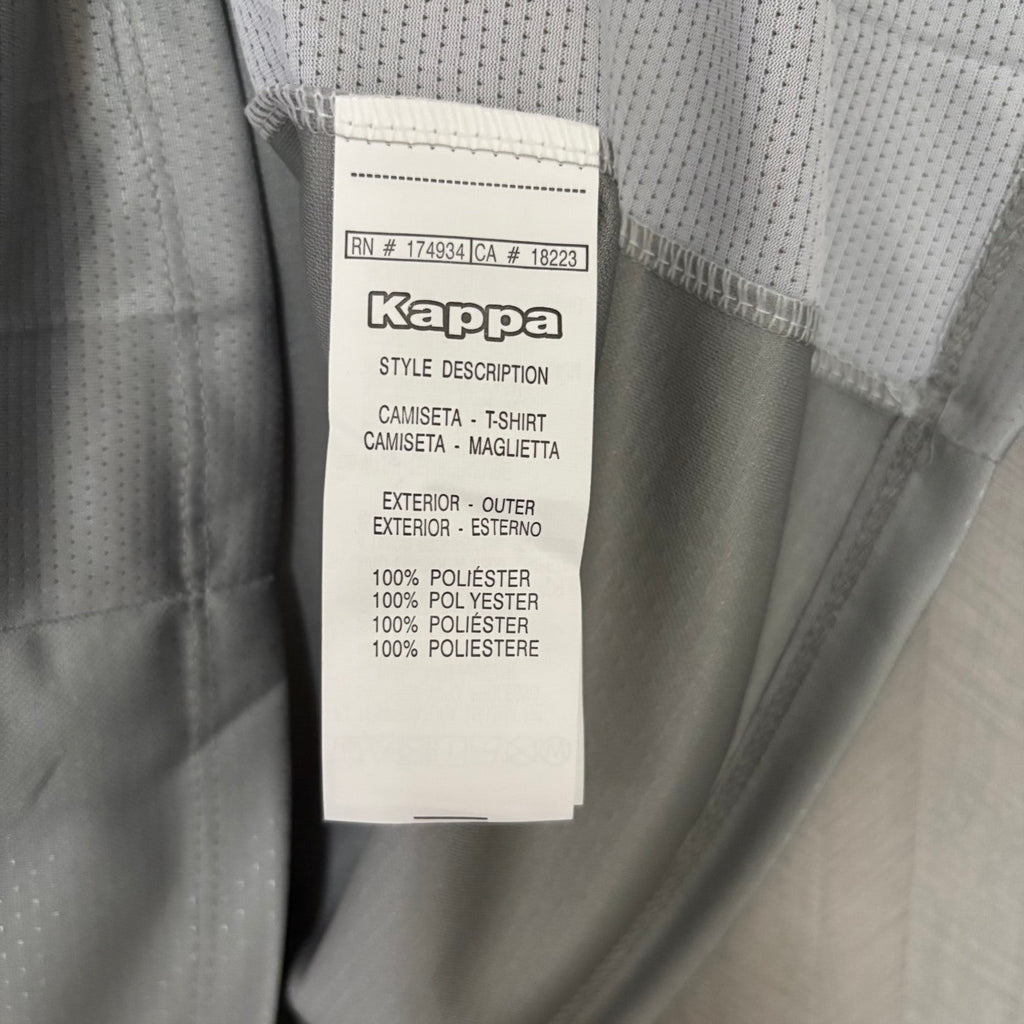 RN # 174934 CA # 18223
Kappa
STYLE DESCRIPTION
CAMISETA - T-SHIRT
CAMISETA - MAGLIETTA
EXTERIOR - OUTER
EXTERIOR - ESTERNO
100% POLIÉSTER
100% POL YESTER
100% POLIÉSTER
100% POLIESTERE